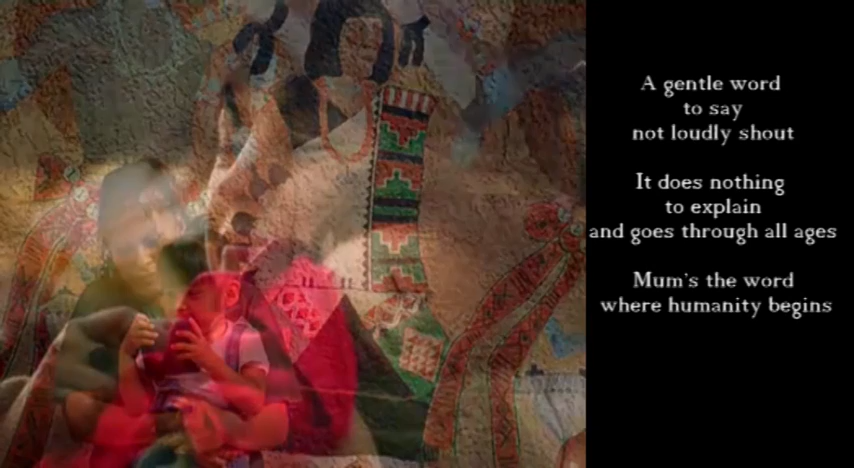 A gentle word
to say
not loudly shout
It does nothing
to explain
and goes through all ages
Mum's the word
where humanity begins